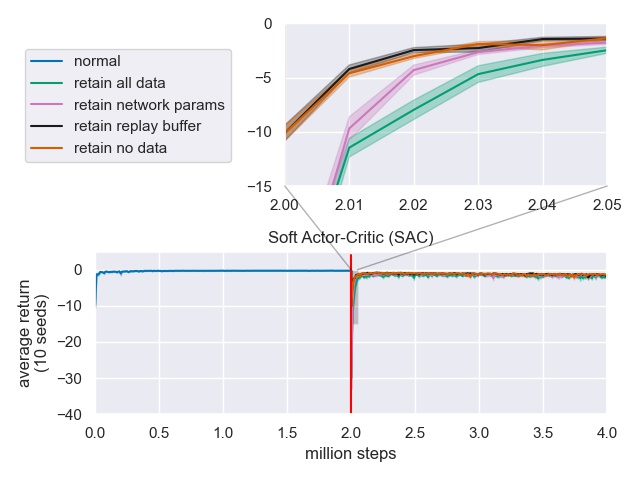 normal
retain all data
retain network params
retain replay buffer
retain no data
0
−5
−10
−15
2.00 2.01 2.02 2.03 2.04 2.05
Soft Actor-Critic (SAC)
0
−10
−20
−30
−40
average return
(10 seeds)
0.0 0.5 1.0 1.5 2.0 2.5 3.0 3.5 4.0
million steps